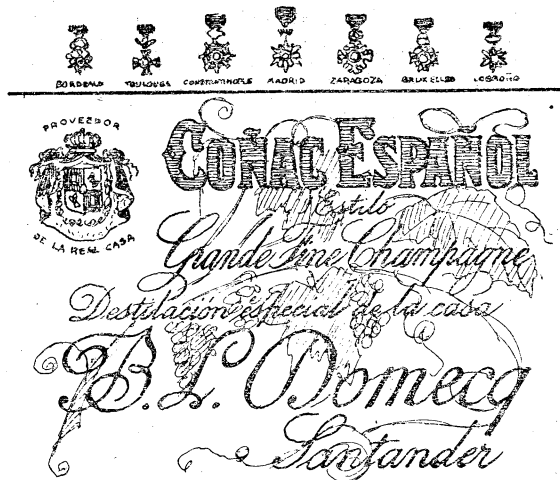 BORDEAUX TOULOUSE CONSTANTINOPLE MADRID ZARAGOZA BRUXELLES LOGROÑO
PROVEEDOR
DE LA REAL CASA
COÑAC ESPAÑOL
Estilo
Grande Fine Champagne
Destilación especial de la casa
B. L. Domecq
Santander